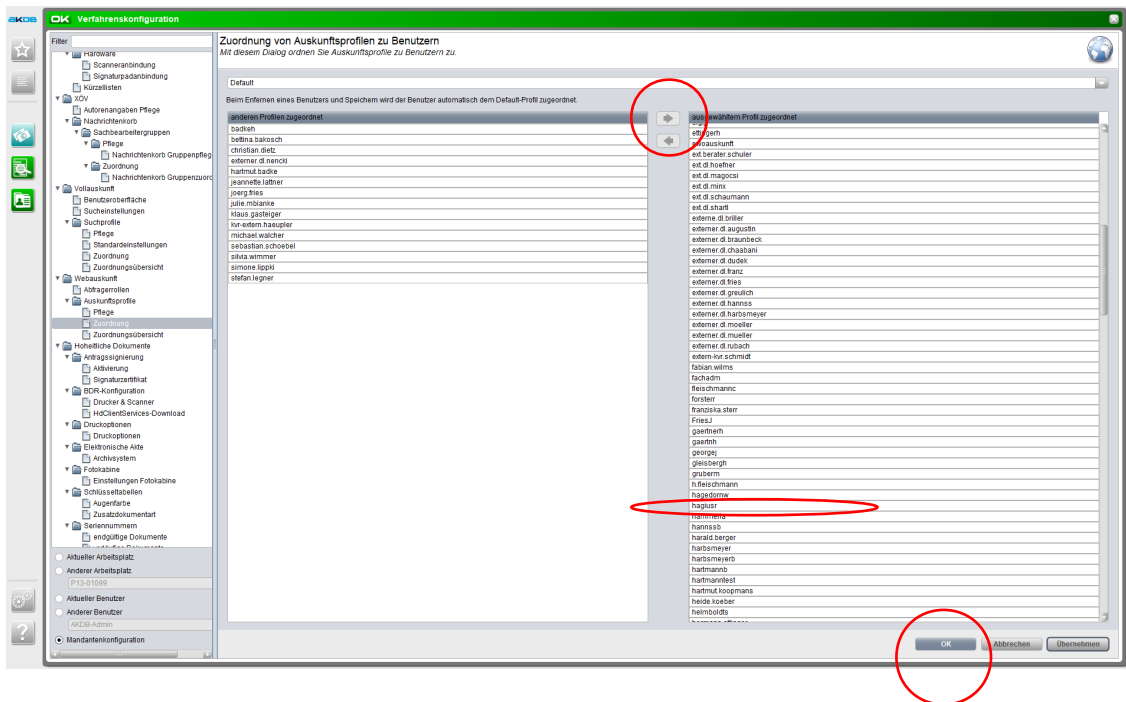 AKDB
OK Verfahrenskonfiguration
Filter
Hardware
Scanneranbindung
Signaturpadanbindung
Kürzellisten
XÖV
Autorenangaben Pflege
Nachrichtenkorb
Sachbearbeitergruppen
Pflege
Nachrichtenkorb Gruppenpfleg
Zuordnung
Nachrichtenkorb Gruppenzuord
Vollauskunft
Benutzeroberfläche
Sucheinstellungen
Suchprofile
Pflege
Standardeinstellungen
Zuordnung
Zuordnungsübersicht
Webauskunft
Abfragerollen
Auskunftsprofile
Pflege
Zuordnung
Zuordnungsübersicht
Hoheitliche Dokumente
Antragssignierung
Aktivierung
Signaturzertifikat
BDR-Konfiguration
Drucker & Scanner
HdClientServices-Download
Druckoptionen
Druckoptionen
Elektronische Akte
Archivsystem
Fotokabine
Einstellungen Fotokabine
Schlüsseltabellen
Augenfarbe
Zusatzdokumentart
Seriennummern
endgültige Dokumente
Aktueller Arbeitsplatz
Anderer Arbeitsplatz
P13-01099
Aktueller Benutzer
Anderer Benutzer
AKDB-Admin
Mandantenkonfiguration
Zuordnung von Auskunftsprofilen zu Benutzern
Mit diesem Dialog ordnen Sie Auskunftsprofile zu Benutzern zu.
Default
Beim Enfernen eines Benutzers und Speichern wird der Benutzer automatisch dem Default-Profil zugeordnet.
anderen Profilen zugeordnet
badkeh
bettina.bakosch
christian.dietz
externer.dl.nencki
hartmut.badke
jeannette.lattner
joerg.fries
julie.mbianke
klaus.gasteiger
kvr-extern.haeupler
michael.walcher
sebastian.schoebel
silvia.wimmer
simone.lippki
stefan.legner
ausgewähltem Profil zugeordnet
ettlingerh
ewoauskunft
ext.berater.schuler
ext.dl.hoefner
ext.dl.magocsi
ext.dl.minx
ext.dl.schaumann
ext.dl.shartl
externe.dl.briller
externer.dl.augustin
externer.dl.braunbeck
externer.dl.chaabani
externer.dl.dudek
externer.dl.franz
externer.dl.fries
externer.dl.greulich
externer.dl.hannss
externer.dl.harbsmeyer
externer.dl.moeller
externer.dl.mueller
externer.dl.rubach
extern-kvr.schmidt
fabian.wilms
fachadm
fleischmannc
forsterr
franziska.sterr
FriesJ
gaertnerh
gaertnh
georgej
gleisbergh
gruberm
h.fleischmann
hagedornw
hagiusr
hannssb
harald.berger
harbsmeyer
harbsmeyerb
hartmannb
hartmanntest
hartmut.koopmans
heide.koeber
helmboldts
OK
Abbrechen
Übernehmen